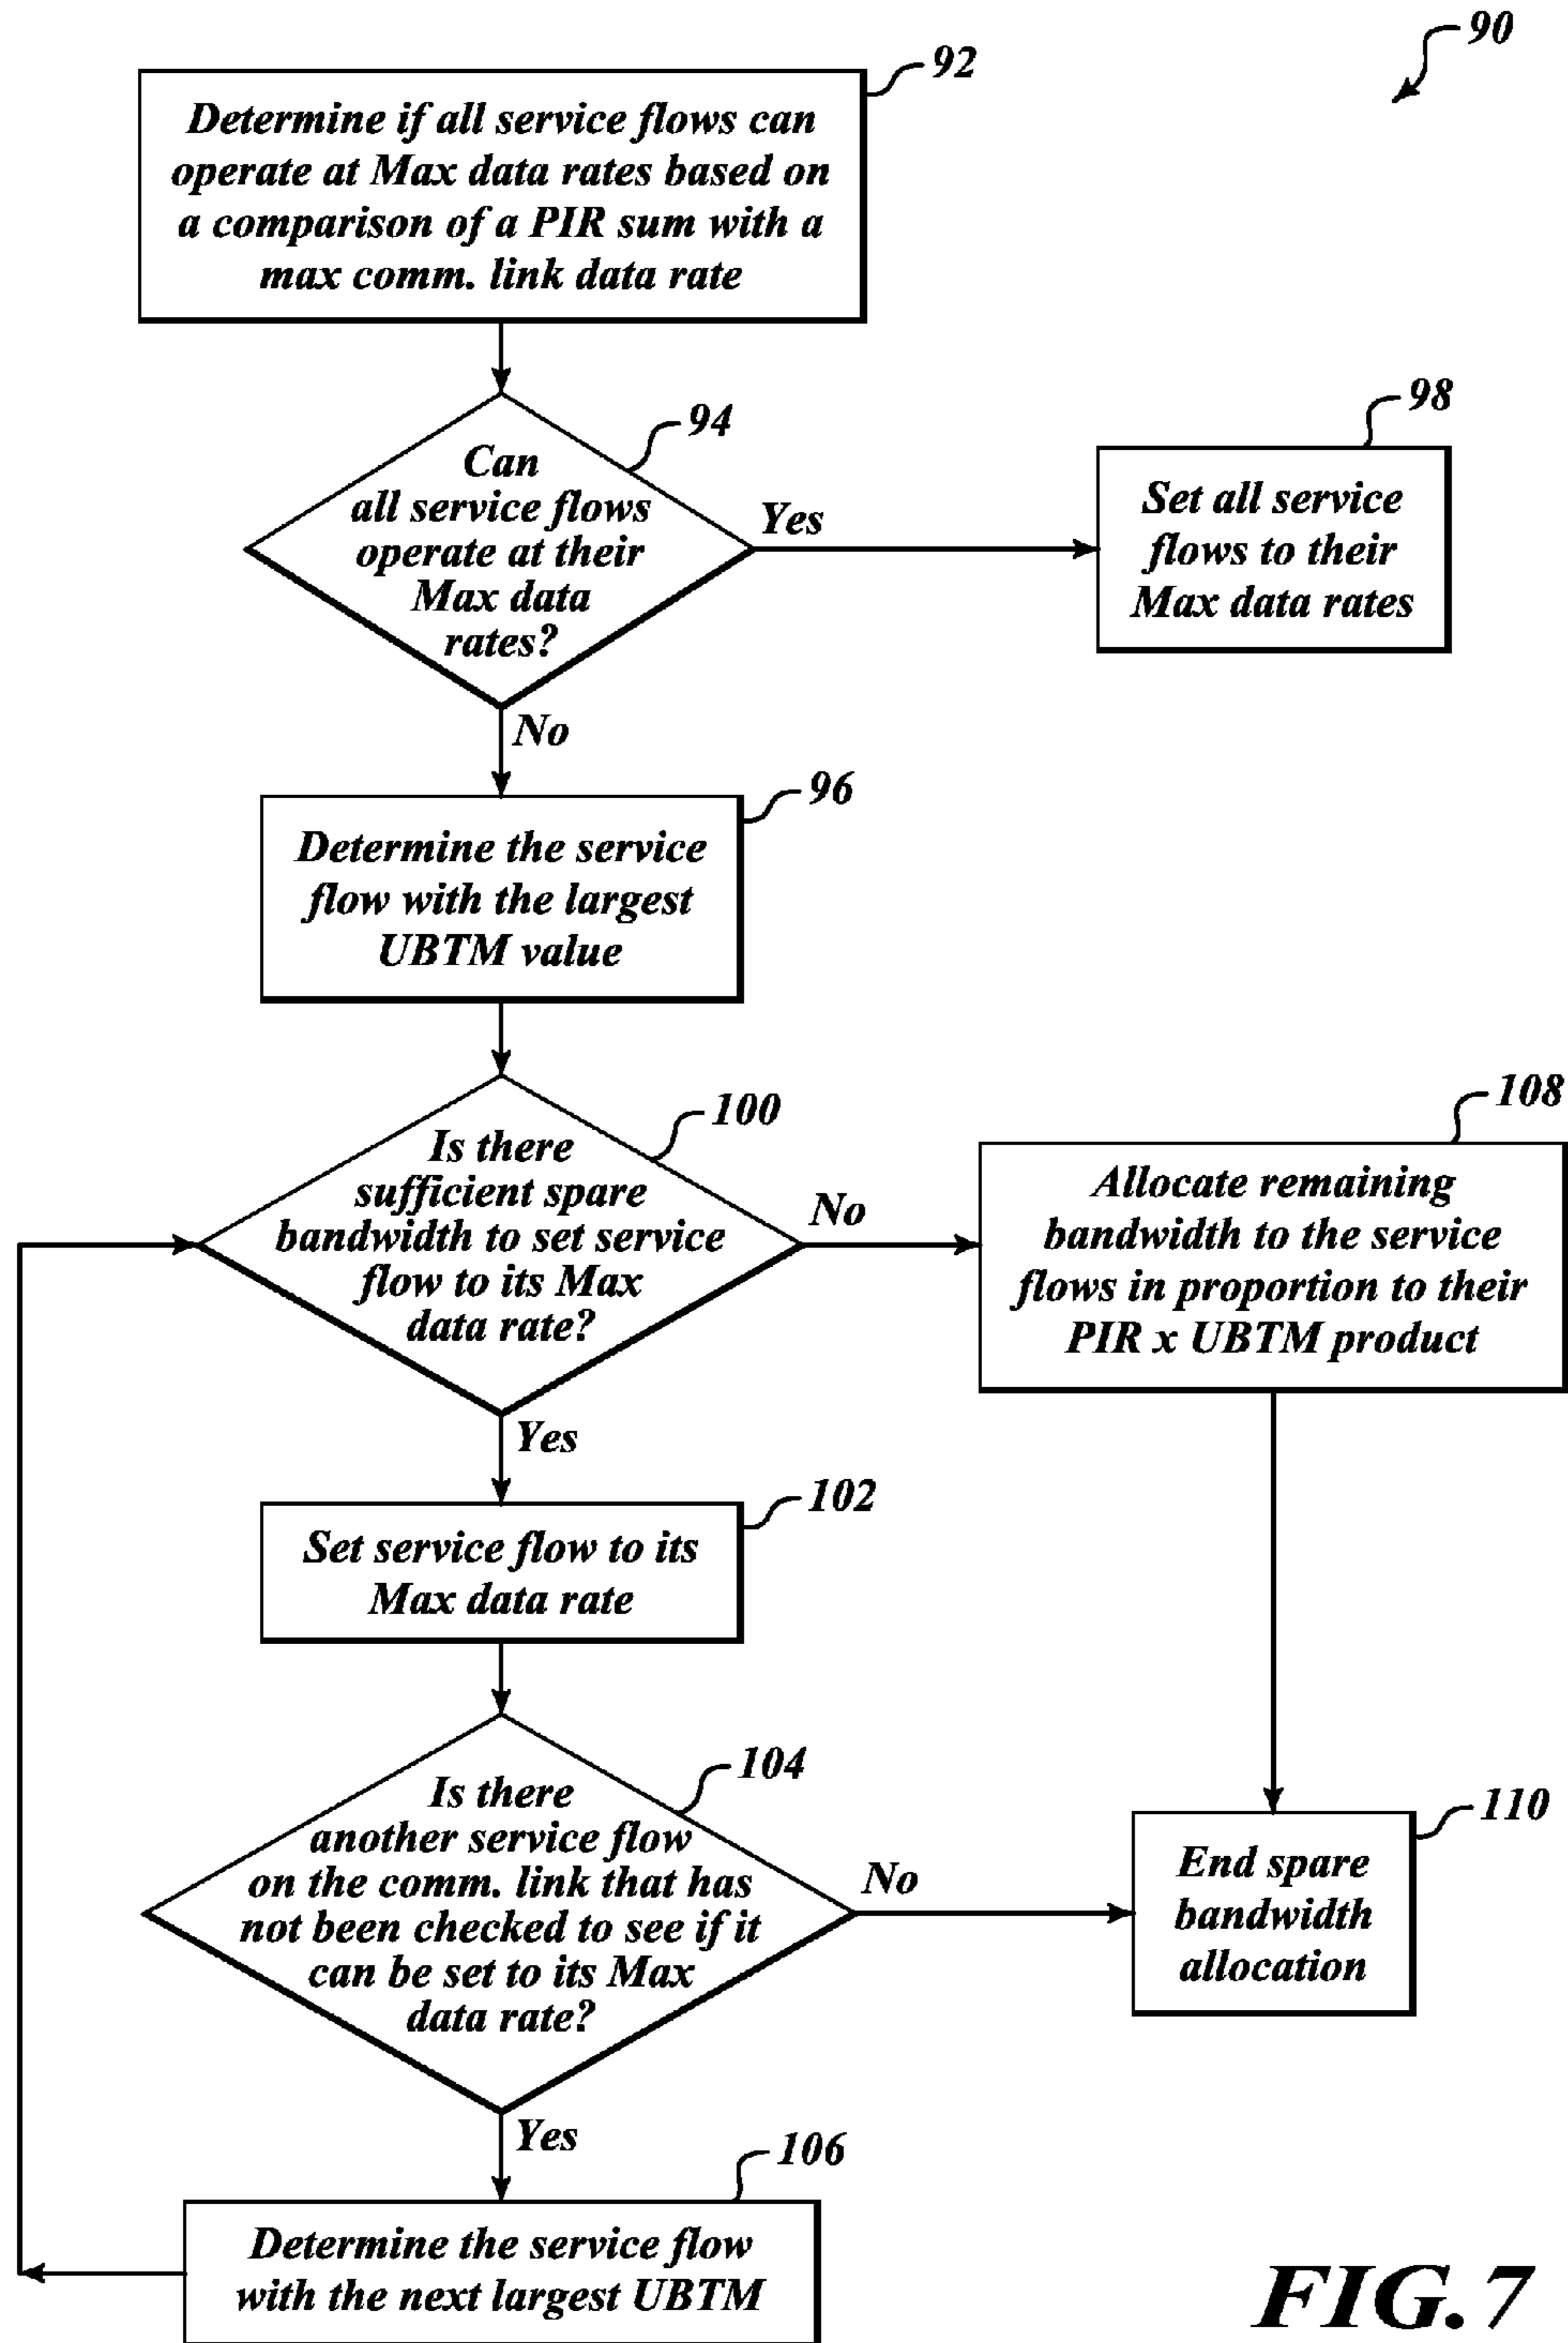 90
92
Determine if all service flows can
operate at Max data rates based on
a comparison of a PIR sum with a
max comm. link data rate
94
Can
all service flows
operate at their
Max data
rates?
Yes
98
Set all service
flows to their
Max data rates
No
96
Determine the service
flow with the largest
UBTM value
100
Is there
sufficient spare
bandwidth to set service
flow to its Max
data rate?
No
108
Allocate remaining
bandwidth to the service
flows in proportion to their
PIR x UBTM product
Yes
102
Set service flow to its
Max data rate
104
Is there
another service flow
on the comm. link that has
not been checked to see if it
can be set to its Max
data rate?
No
110
End spare
bandwidth
allocation
Yes
106
Determine the service flow
with the next largest UBTM
FIG. 7